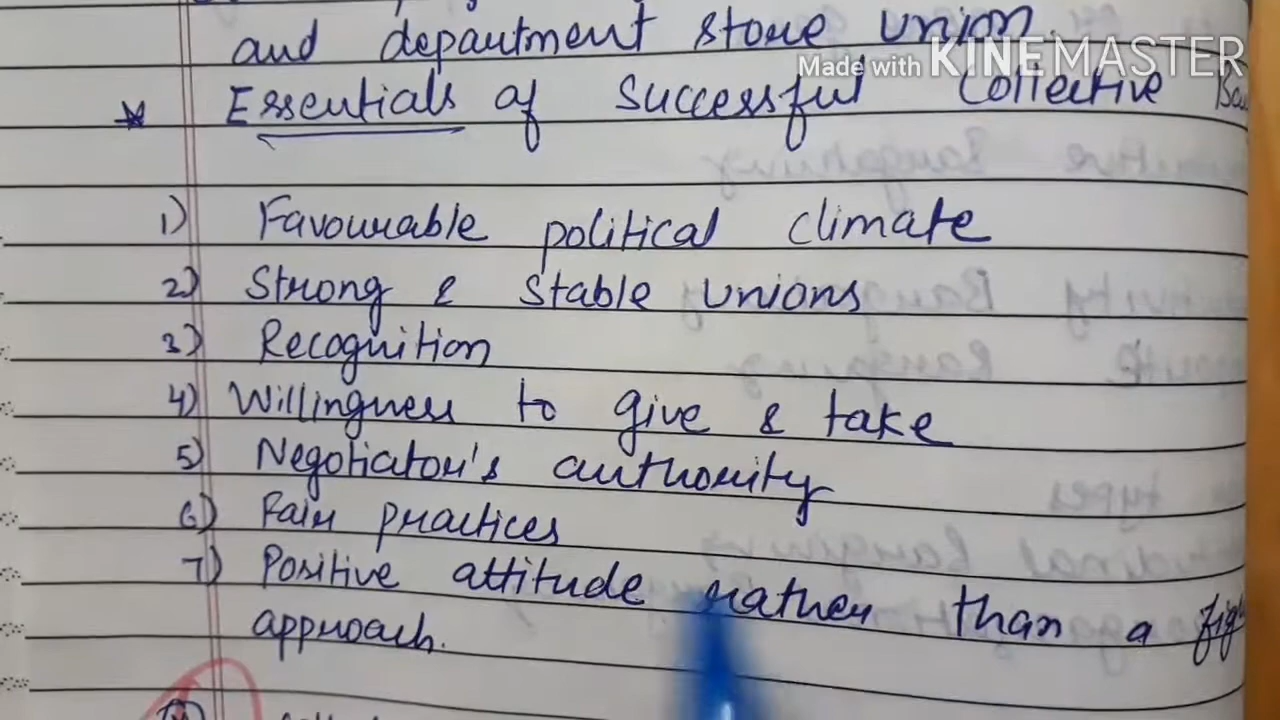 and department store union.
Made with KINEMASTER
Essentials of Successful Collective
1) Favourable political climate
2) Strong & Stable Unions
3) Recognition
4) Willingness to give & take
5) Negotiator's authority
6) Fair practices
7) Positive attitude rather than a
approach.